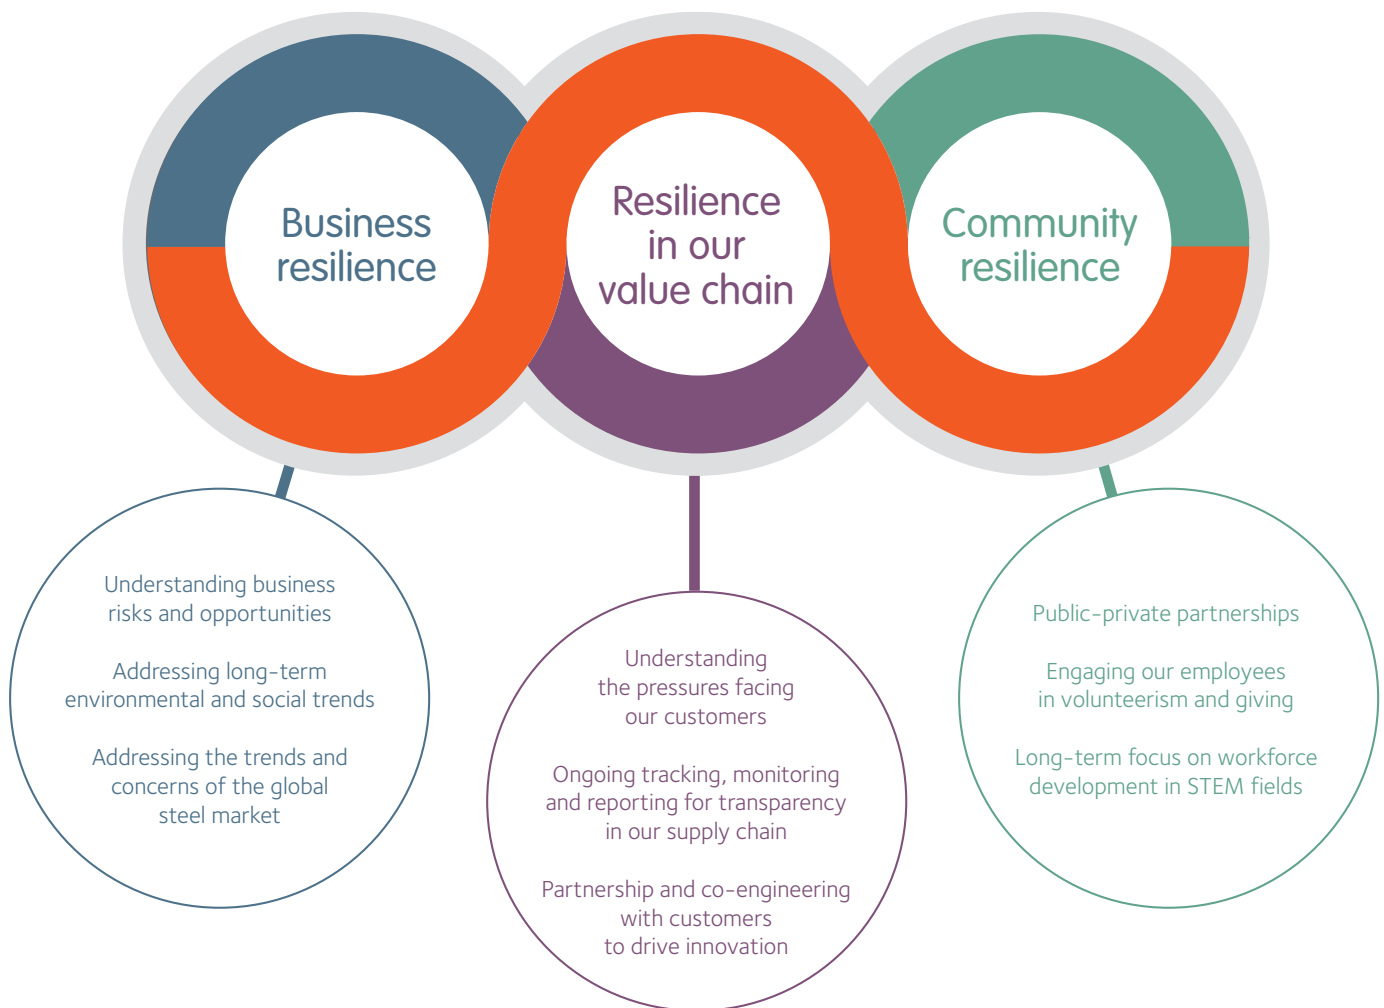 Business
resilience
Resilience
in our
value chain
Community
resilience
Understanding business
risks and opportunities
Addressing long-term
environmental and social trends
Addressing the trends and
concerns of the global
steel market
Understanding
the pressures facing
our customers
Ongoing tracking, monitoring
and reporting for transparency
in our supply chain
Partnership and co-engineering
with customers
to drive innovation
Public-private partnerships
Engaging our employees
in volunteerism and giving
Long-term focus on workforce
development in STEM fields